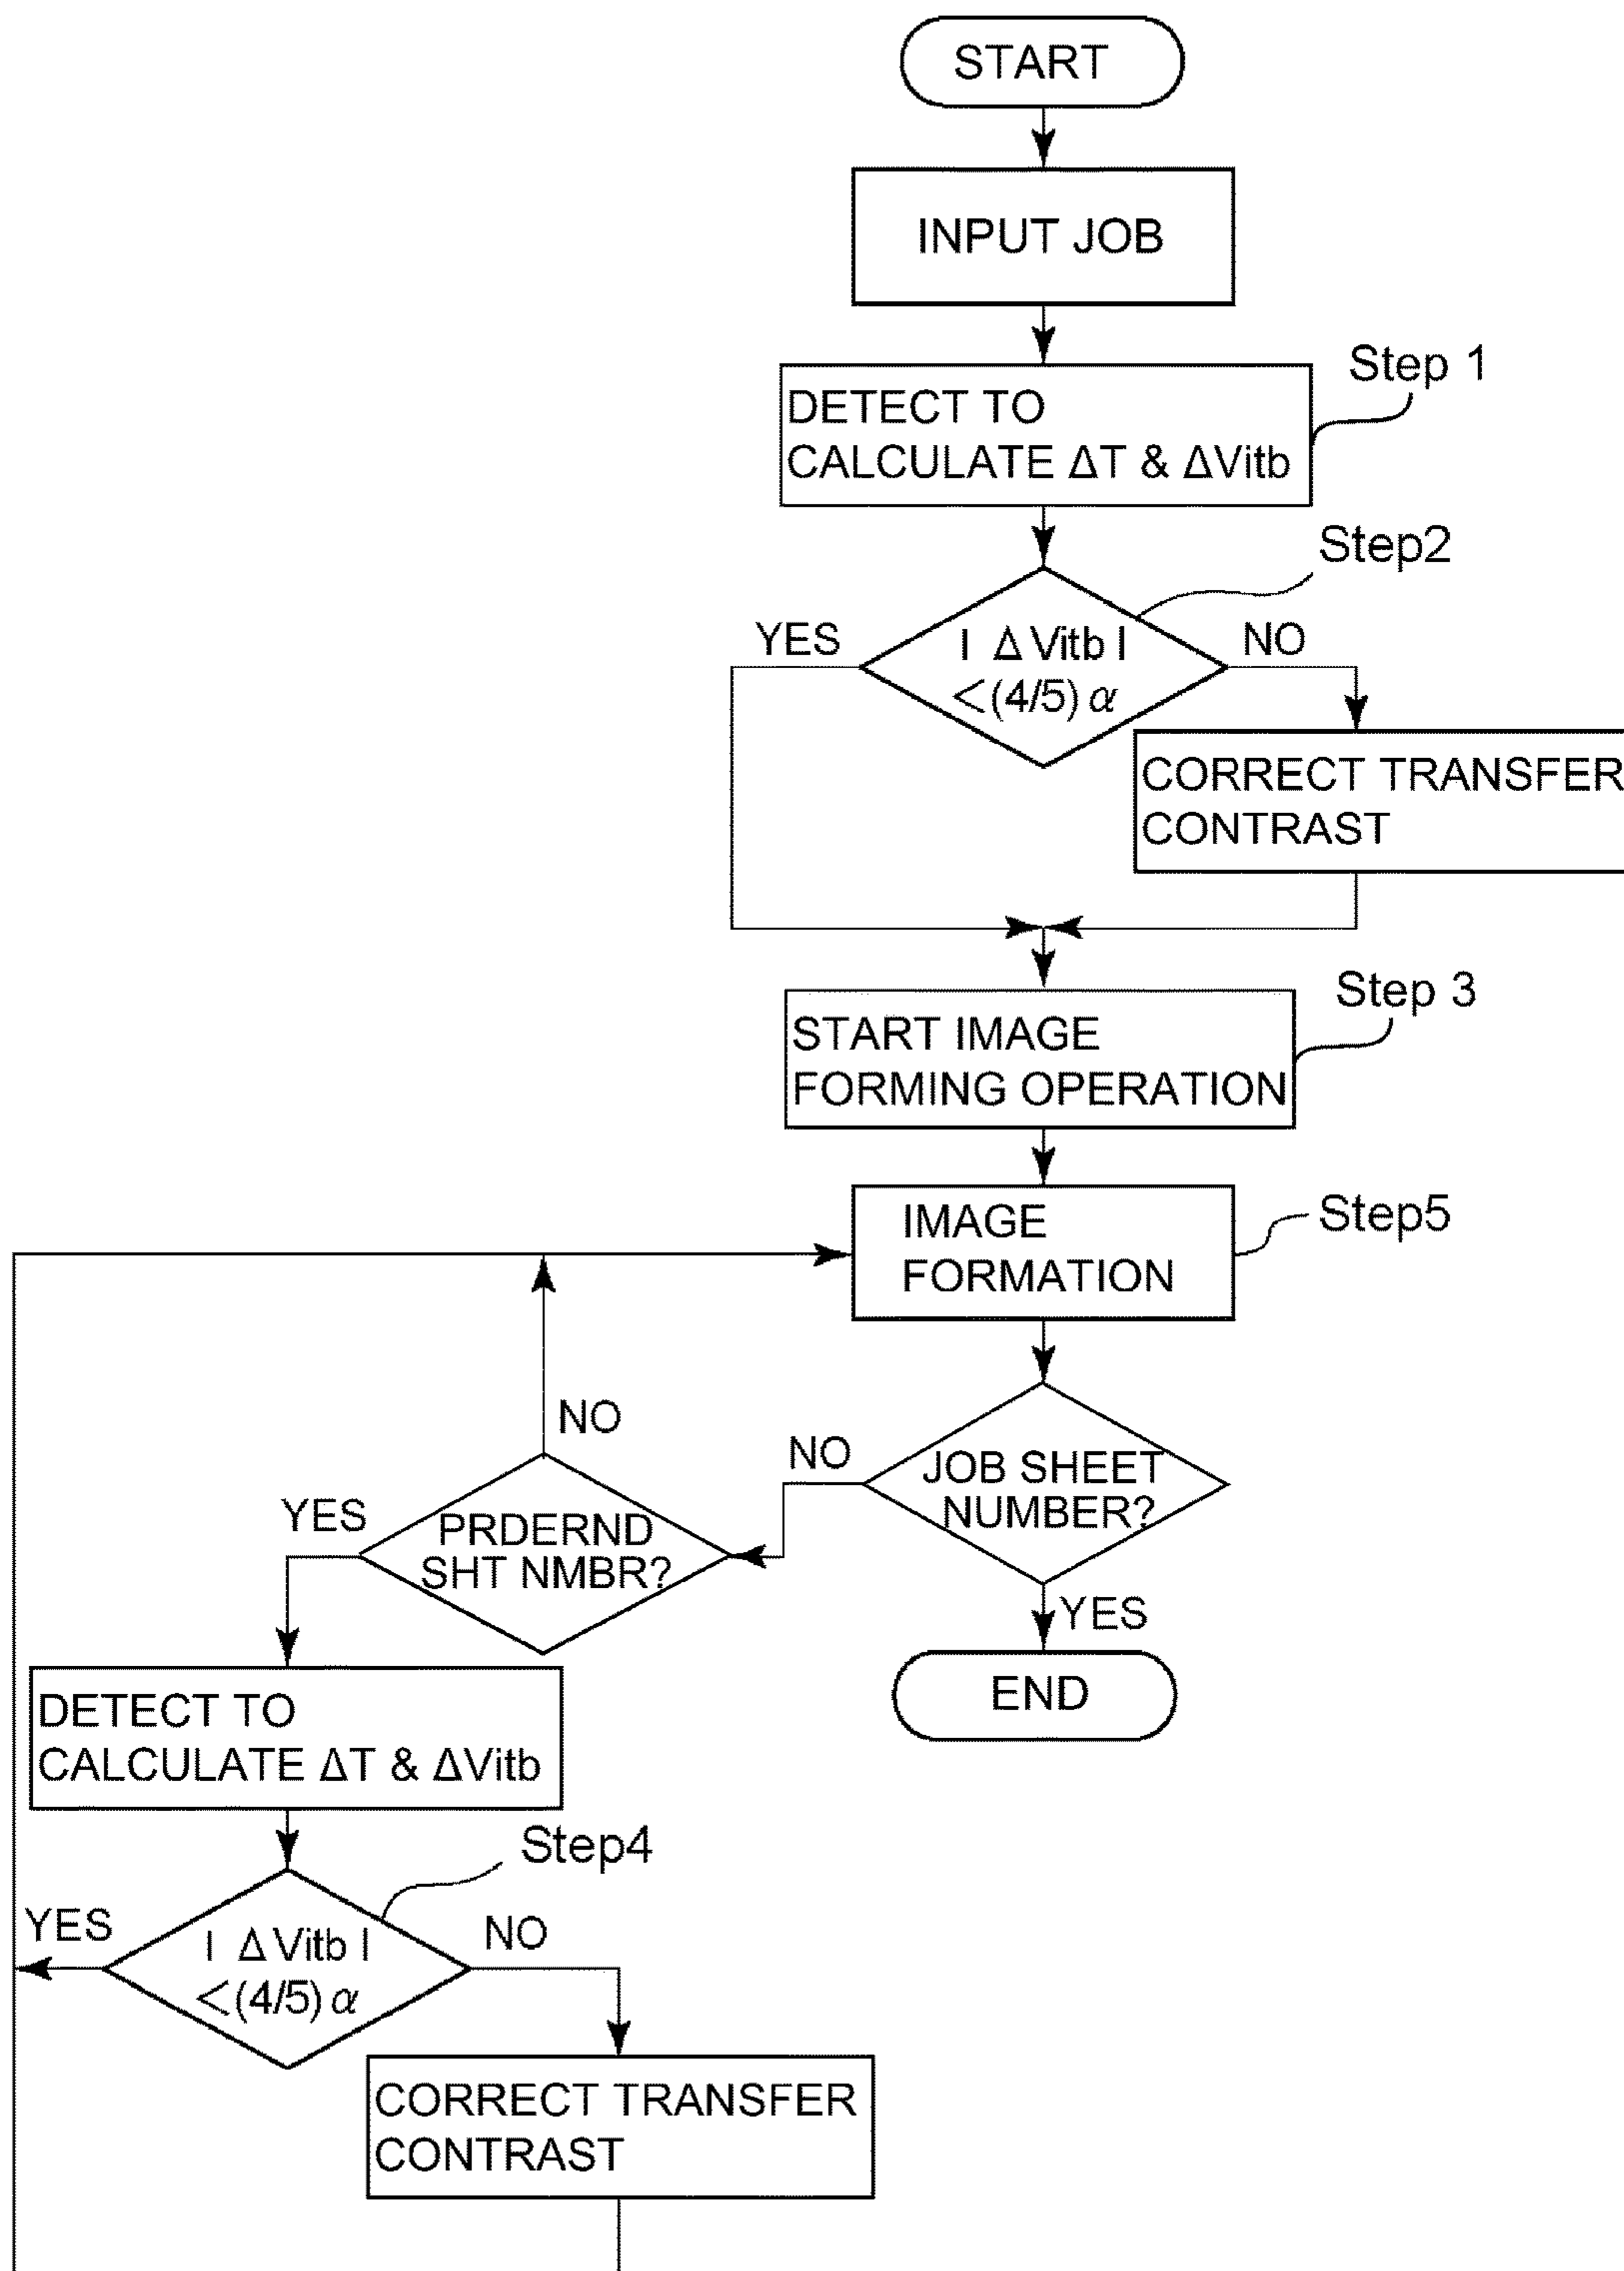 START
INPUT JOB
Step 1
DETECT TO
CALCULATE ΔT & ΔVitb
Step2
YES
| Δ Vitb |
<(4/5) α
NO
CORRECT TRANSFER
CONTRAST
Step 3
START IMAGE
FORMING OPERATION
Step5
IMAGE
FORMATION
NO
JOB SHEET
NUMBER?
NO
YES
PRDERND
SHT NMBR?
YES
END
DETECT TO
CALCULATE ΔT & ΔVitb
Step4
YES
| Δ Vitb |
<(4/5) α
NO
CORRECT TRANSFER
CONTRAST